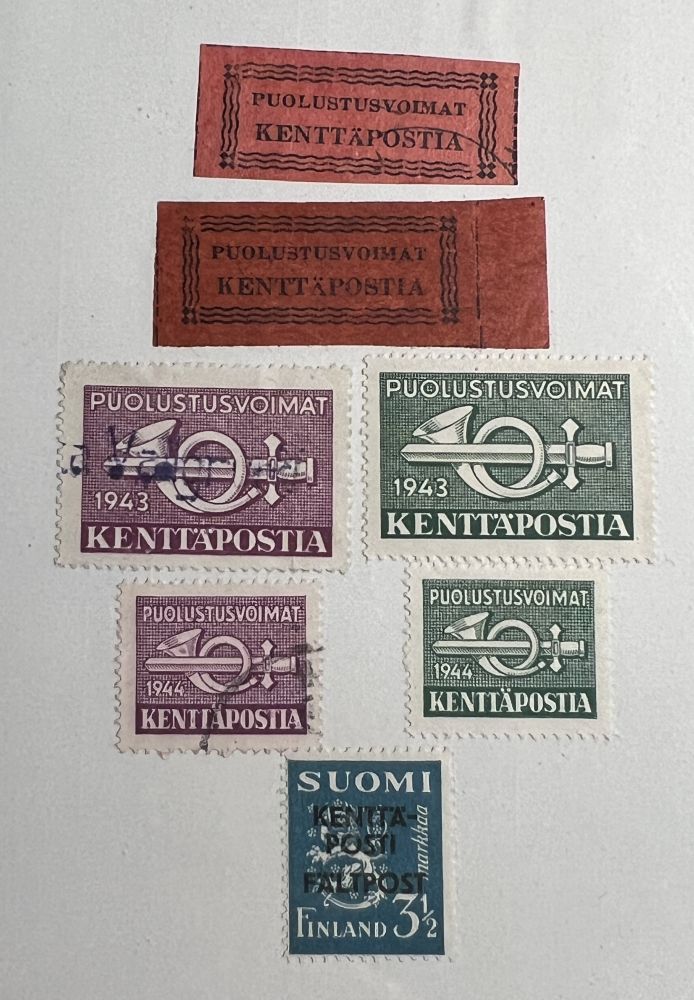 PUOLUSTUSVOIMAT
KENTTÄPOSTIA
PUOLUSTUSVOIMAT
KENTTÄPOSTIA
PUOLUSTUSVOIMAT
1943
KENTTÄPOSTIA
PUOLUSTUSVOIMAT
1943
KENTTÄPOSTIA
PUOLUSTUSVOIMAT
1944
KENTTÄPOSTIA
PUOLUSTUSVOIMAT
1944
KENTTÄPOSTIA
SUOMI
KENTTÄ-
POSTI
FÄLTPOST
markkaa
FINLAND 3½